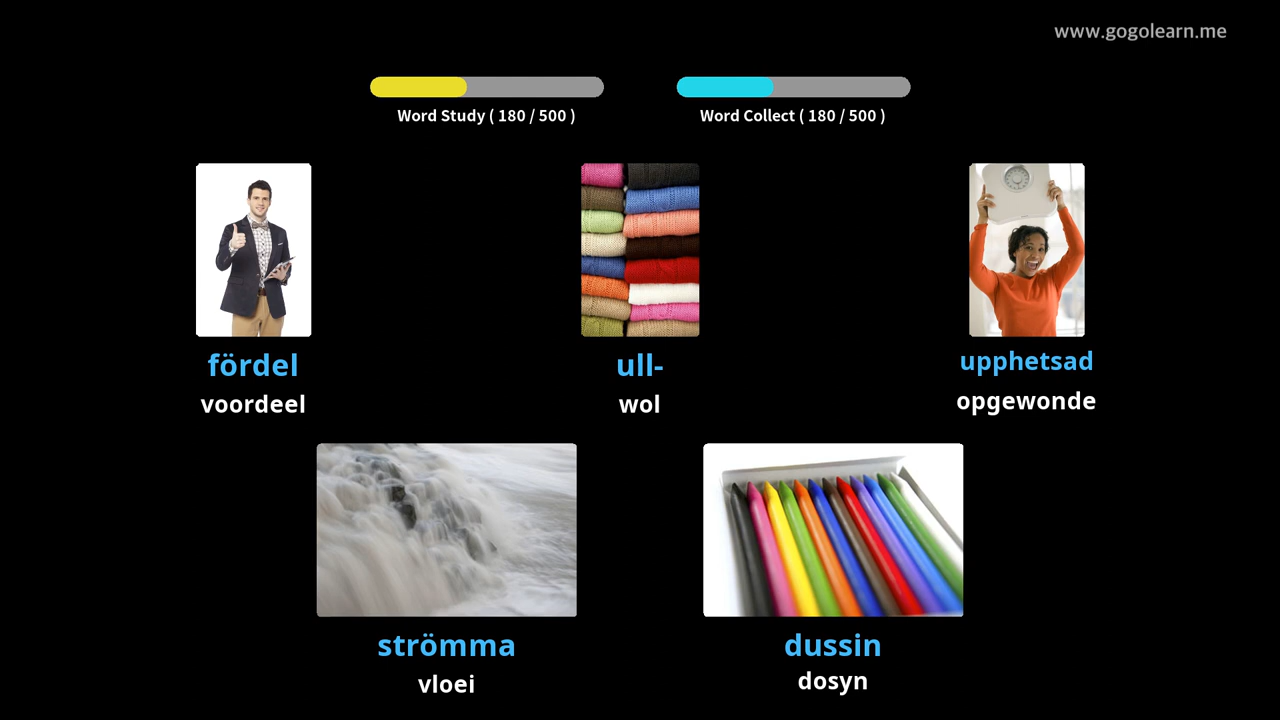 www.gogolearn.me
Word Study ( 180 / 500 )
Word Collect ( 180 / 500 )
fördel
voordeel
ull-
wol
upphetsad
opgewonde
strömma
vloei
dussin
dosyn